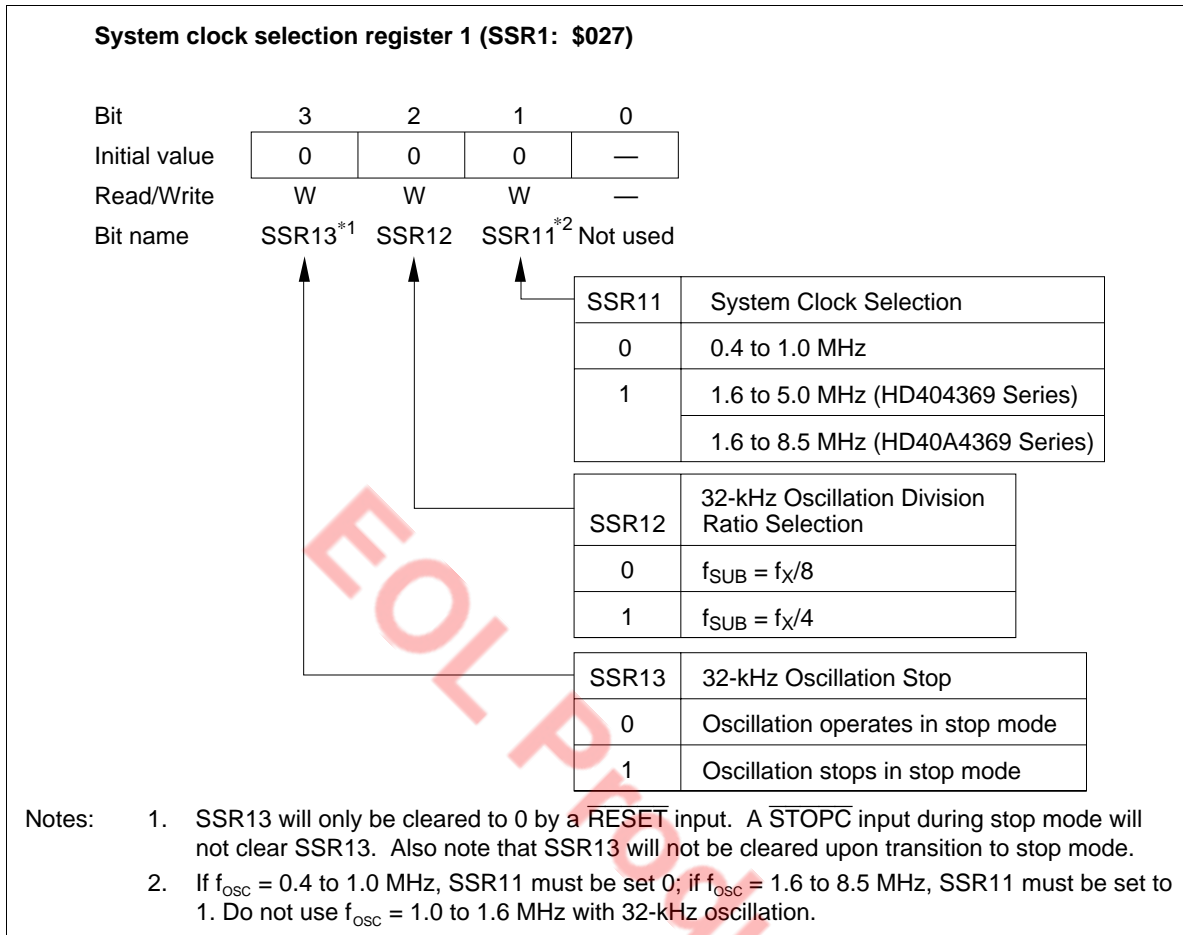 System clock selection register 1 (SSR1: $027)
Bit 3 2 1 0
Initial value 0 0 0 —
Read/Write W W W —
Bit name SSR13*1 SSR12 SSR11*2 Not used
SSR11 System Clock Selection
0 0.4 to 1.0 MHz
1 1.6 to 5.0 MHz (HD404369 Series)
1.6 to 8.5 MHz (HD40A4369 Series)
32-kHz Oscillation Division
SSR12 Ratio Selection
0 fSUB = fX/8
1 fSUB = fX/4
SSR13 32-kHz Oscillation Stop
0 Oscillation operates in stop mode
1 Oscillation stops in stop mode
Notes: 1. SSR13 will only be cleared to 0 by a RESET input. A STOPC input during stop mode will
not clear SSR13. Also note that SSR13 will not be cleared upon transition to stop mode.
2. If fosc = 0.4 to 1.0 MHz, SSR11 must be set 0; if fosc = 1.6 to 8.5 MHz, SSR11 must be set to
1. Do not use fosc = 1.0 to 1.6 MHz with 32-kHz oscillation.
EOL